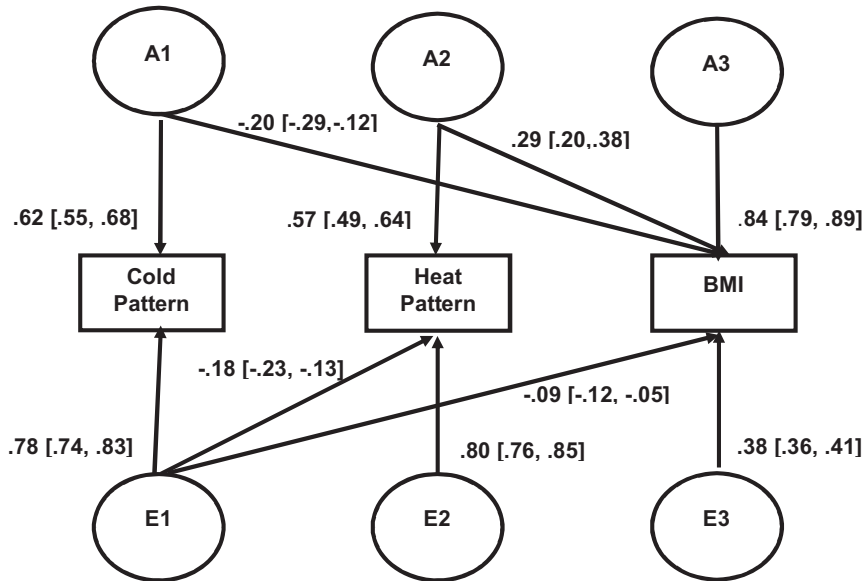 A1
A2
A3
-.20 [-.29,-.12]
.29 [.20,.38]
.62 [.55, .68]
.57 [.49, .64]
.84 [.79, .89]
Cold
Pattern
Heat
Pattern
BMI
-.18 [-.23, -.13]
-.09 [-.12, -.05]
.78 [.74, .83]
.80 [.76, .85]
.38 [.36, .41]
E1
E2
E3